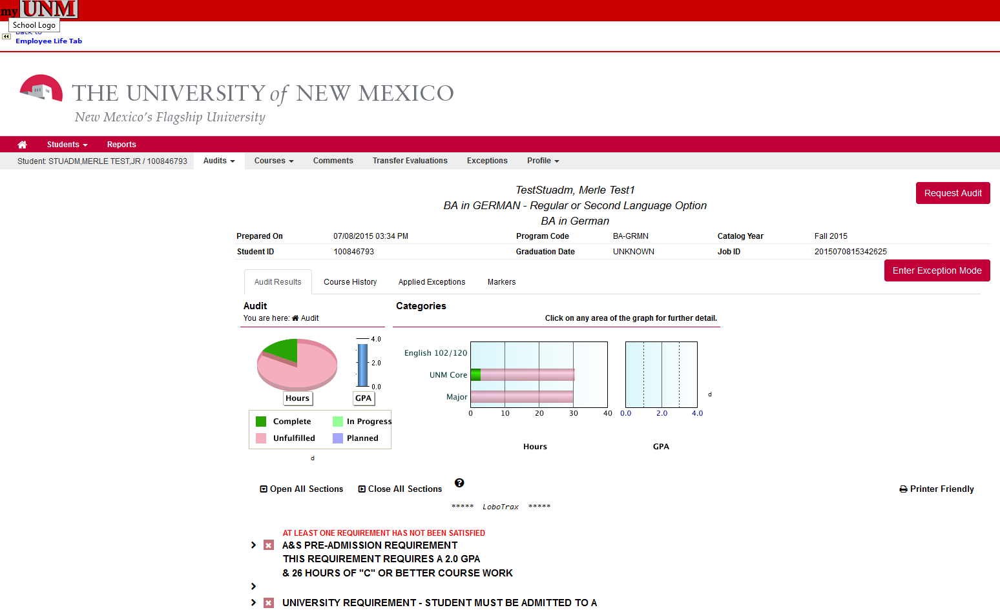 my UNM
School Logo
Back to
Employee Life Tab
THE UNIVERSITY of NEW MEXICO
New Mexico's Flagship University
Students
Reports
Student: STUADM,MERLE TEST,JR / 100846793
Audits
Courses
Comments
Transfer Evaluations
Exceptions
Profile
TestStuadm, Merle Test1
Request Audit
BA in GERMAN - Regular or Second Language Option
BA in German
Prepared On 07/08/2015 03:34 PM Program Code BA-GRMN Catalog Year Fall 2015
Student ID 100846793 Graduation Date UNKNOWN Job ID 2015070815342625
Enter Exception Mode
Audit Results Course History Applied Exceptions Markers
Audit
You are here: Audit
Categories
Click on any area of the graph for further detail.
4.0
2.0
0.0
Hours
GPA
Complete In Progress
Unfulfilled Planned
d
English 102/120
UNM Core
Major
0 10 20 30 40
Hours
0.0 2.0 4.0
GPA
d
Open All Sections Close All Sections
Printer Friendly
***** LoboTrax *****
AT LEAST ONE REQUIREMENT HAS NOT BEEN SATISFIED
A&S PRE-ADMISSION REQUIREMENT
THIS REQUIREMENT REQUIRES A 2.0 GPA
& 26 HOURS OF "C" OR BETTER COURSE WORK
UNIVERSITY REQUIREMENT - STUDENT MUST BE ADMITTED TO A